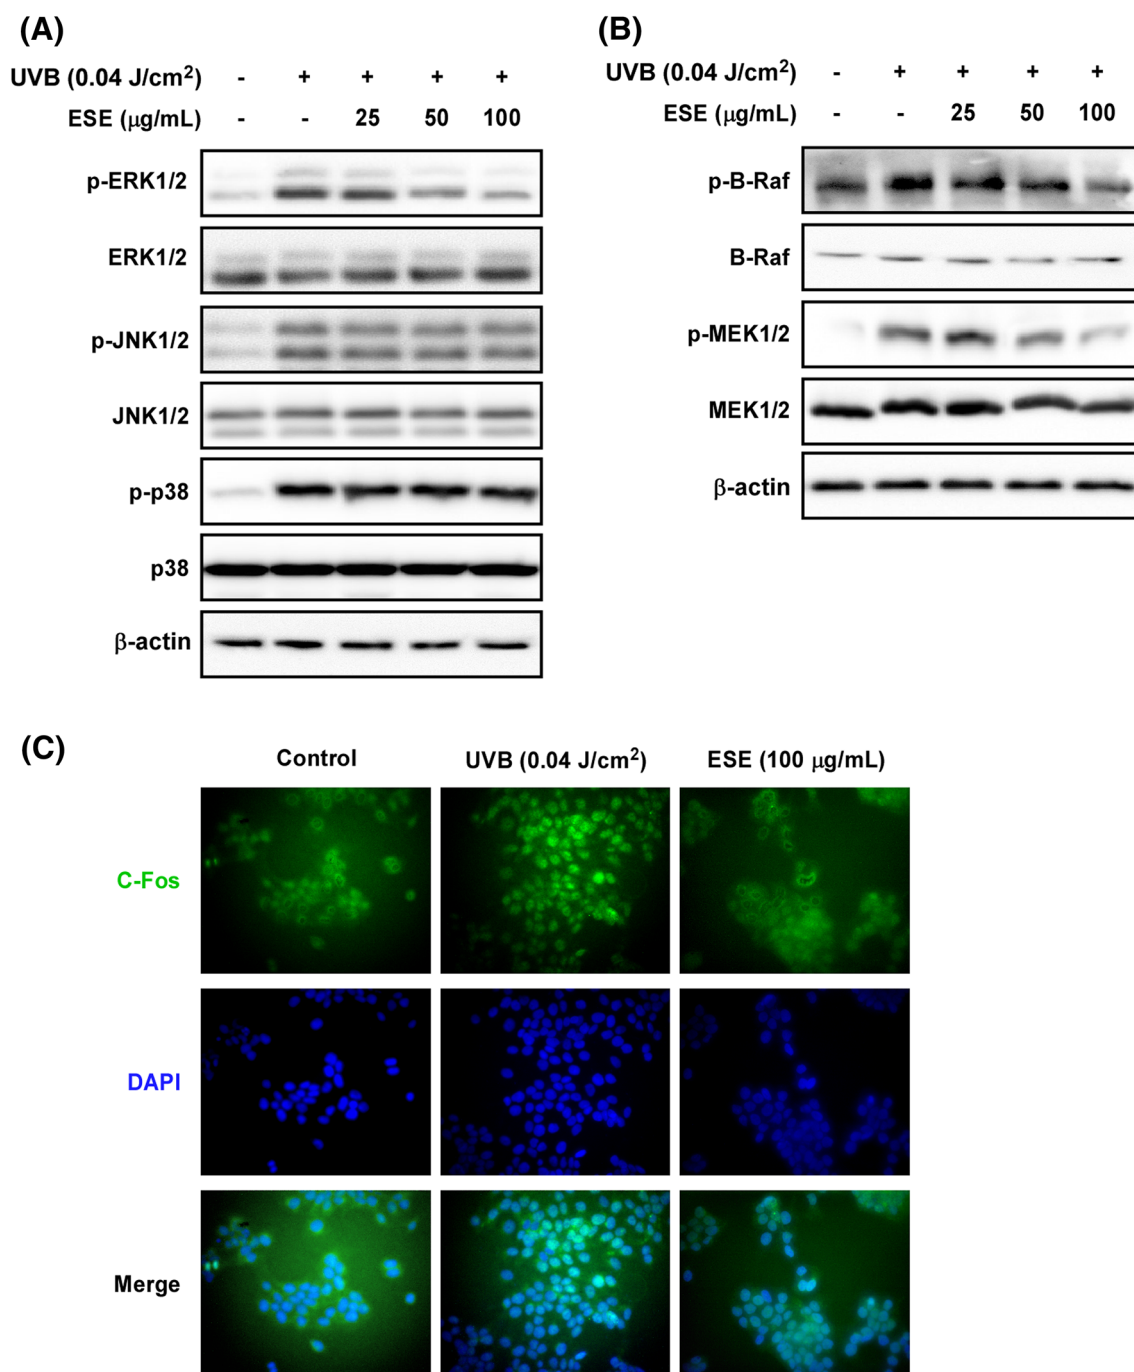 (A)
UVB (0.04 J/cm²) - + + + +
ESE (μg/mL) - - 25 50 100
p-ERK1/2
ERK1/2
p-JNK1/2
JNK1/2
p-p38
p38
β-actin
(B)
UVB (0.04 J/cm²) - + + + +
ESE (μg/mL) - - 25 50 100
p-B-Raf
B-Raf
p-MEK1/2
MEK1/2
β-actin
(C)
Control UVB (0.04 J/cm²) ESE (100 μg/mL)
C-Fos
DAPI
Merge